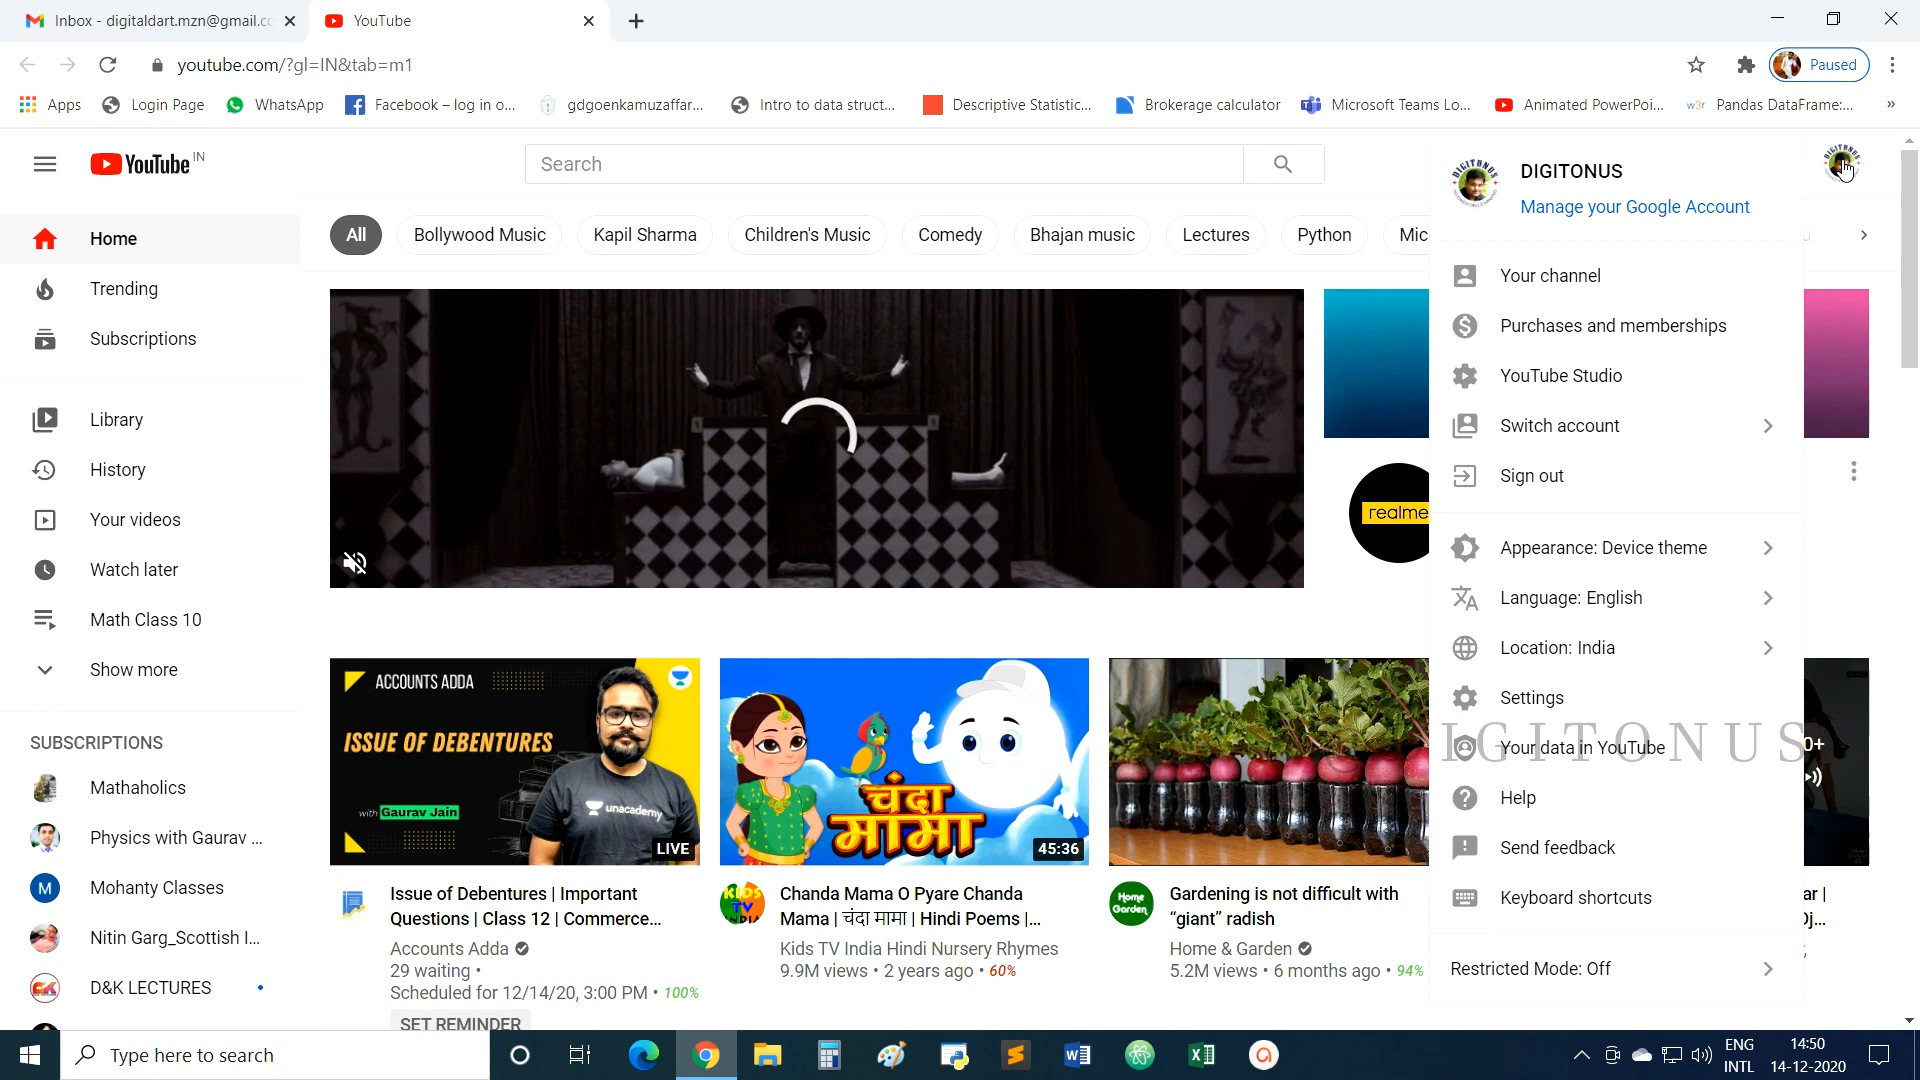 Inbox - digitaldart.mzn@gmail.c
YouTube
youtube.com/?gl=IN&tab=m1
Paused
Apps
Login Page
WhatsApp
Facebook – log in o...
gdgoenkamuzaffar...
Intro to data struct...
Descriptive Statistic...
Brokerage calculator
Microsoft Teams Lo...
Animated PowerPoi...
w3r
Pandas DataFrame:...
»
YouTube IN
Search
DIGITONUS
Manage your Google Account
Home
Trending
Subscriptions
Library
History
Your videos
Watch later
Math Class 10
Show more
SUBSCRIPTIONS
Mathaholics
Physics with Gaurav ...
M
Mohanty Classes
Nitin Garg_Scottish I...
D&K LECTURES
All
Bollywood Music
Kapil Sharma
Children's Music
Comedy
Bhajan music
Lectures
Python
Mic
realme
ACCOUNTS ADDA
ISSUE OF DEBENTURES
with Gaurav Jain
unacademy
LIVE
Issue of Debentures | Important
Questions | Class 12 | Commerce...
Accounts Adda
29 waiting •
Scheduled for 12/14/20, 3:00 PM • 100%
SET REMINDER
चंदा
मामा
45:36
KIDS
TV
INDIA
Chanda Mama O Pyare Chanda
Mama | चंदा मामा | Hindi Poems |...
Kids TV India Hindi Nursery Rhymes
9.9M views • 2 years ago • 60%
Home
Garden
Gardening is not difficult with
“giant” radish
Home & Garden
5.2M views • 6 months ago • 94%
Your channel
Purchases and memberships
YouTube Studio
Switch account
Sign out
Appearance: Device theme
Language: English
Location: India
Settings
IGITONUS
Your data in YouTube
Help
Send feedback
Keyboard shortcuts
Restricted Mode: Off
0+
ar |
Dj...
Type here to search
ENG
INTL
14:50
14-12-2020